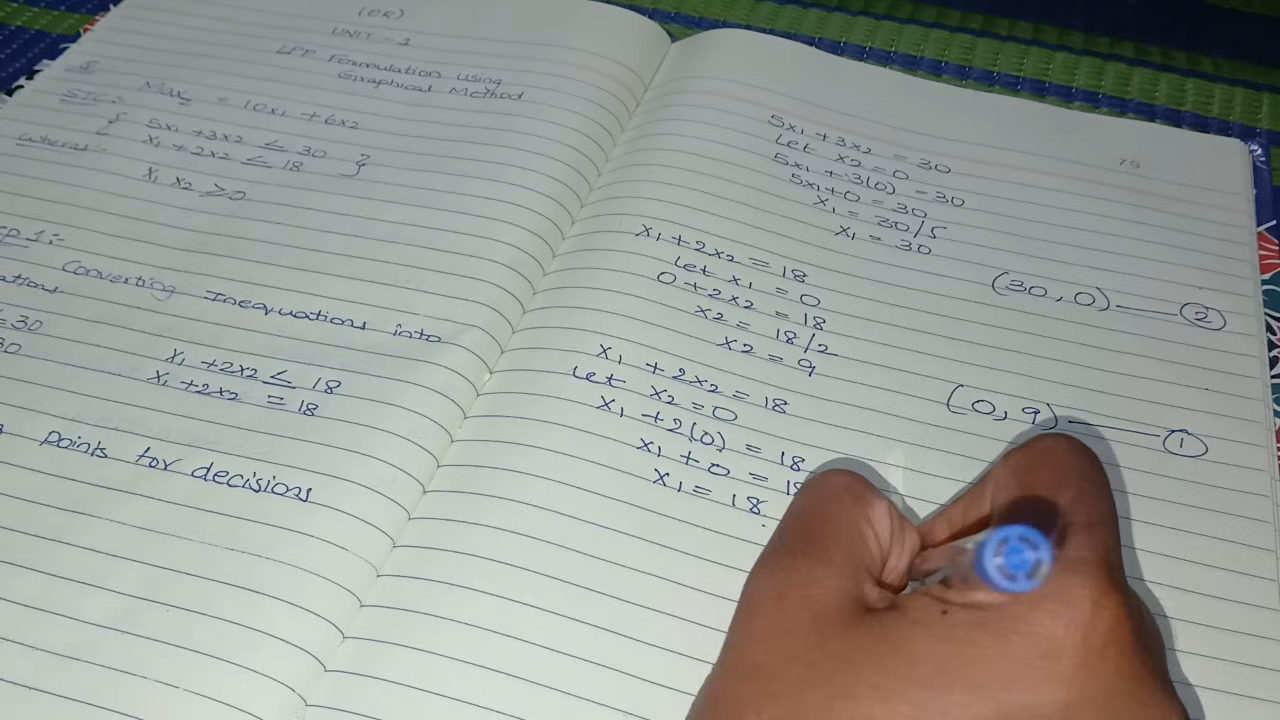 (OR)
UNIT - 1
LPP Formulation using
Graphical Method
Max = 10x1 + 6x2
STC:-
{ 5x1 + 3x2 ≤ 30
x1 + 2x2 ≤ 18 }
where:-
x1 x2 ≥ 0
ep 1:-
Converting Inequations into
ations
≤ 30
30
x1 + 2x2 ≤ 18
x1 + 2x2 = 18
points for decisions
79
5x1 + 3x2 = 30
Let x2 = 0
5x1 + 3(0) = 30
5x1 + 0 = 30
x1 = 30/5
x1 = 30
(30, 0) — 2
x1 + 2x2 = 18
Let x1 = 0
0 + 2x2 = 18
x2 = 18/2
x2 = 9
(0, 9) — 1
x1 + 2x2 = 18
Let x2 = 0
x1 + 2(0) = 18
x1 + 0 = 18
x1 = 18.